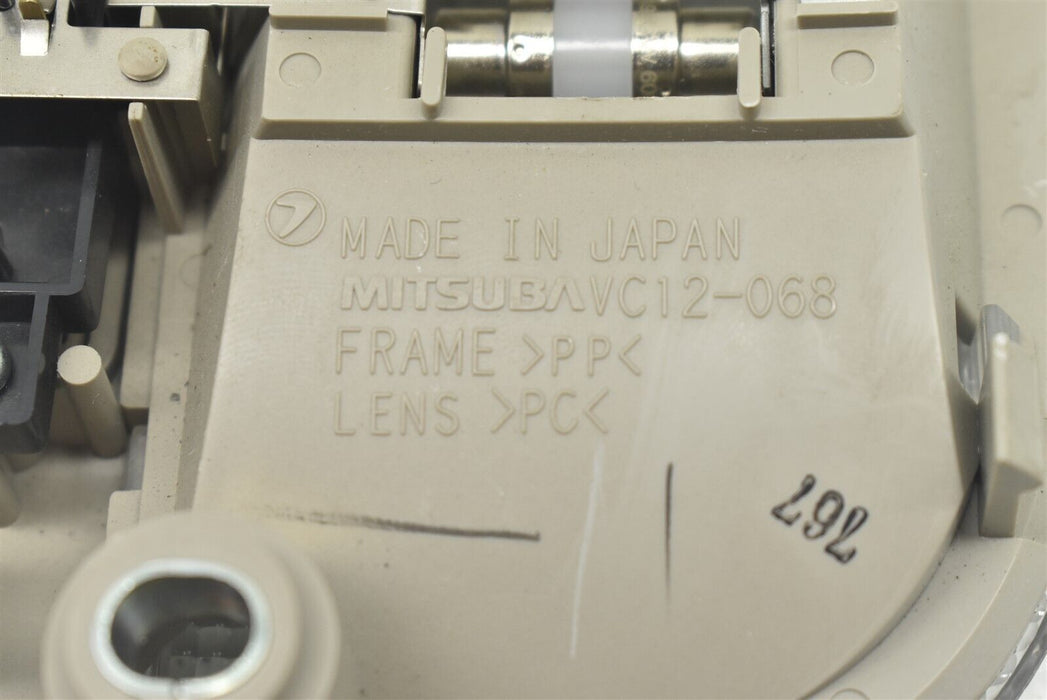 MADE IN JAPAN
MITSUBA VC12-068
FRAME >PP<
LENS >PC<
767